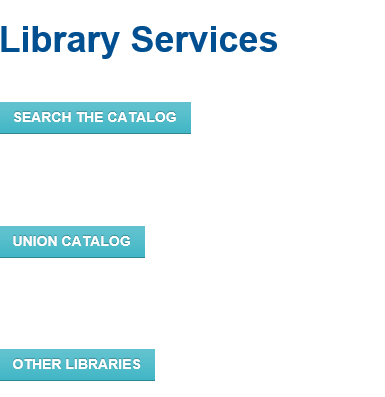 Library Services
SEARCH THE CATALOG
UNION CATALOG
OTHER LIBRARIES